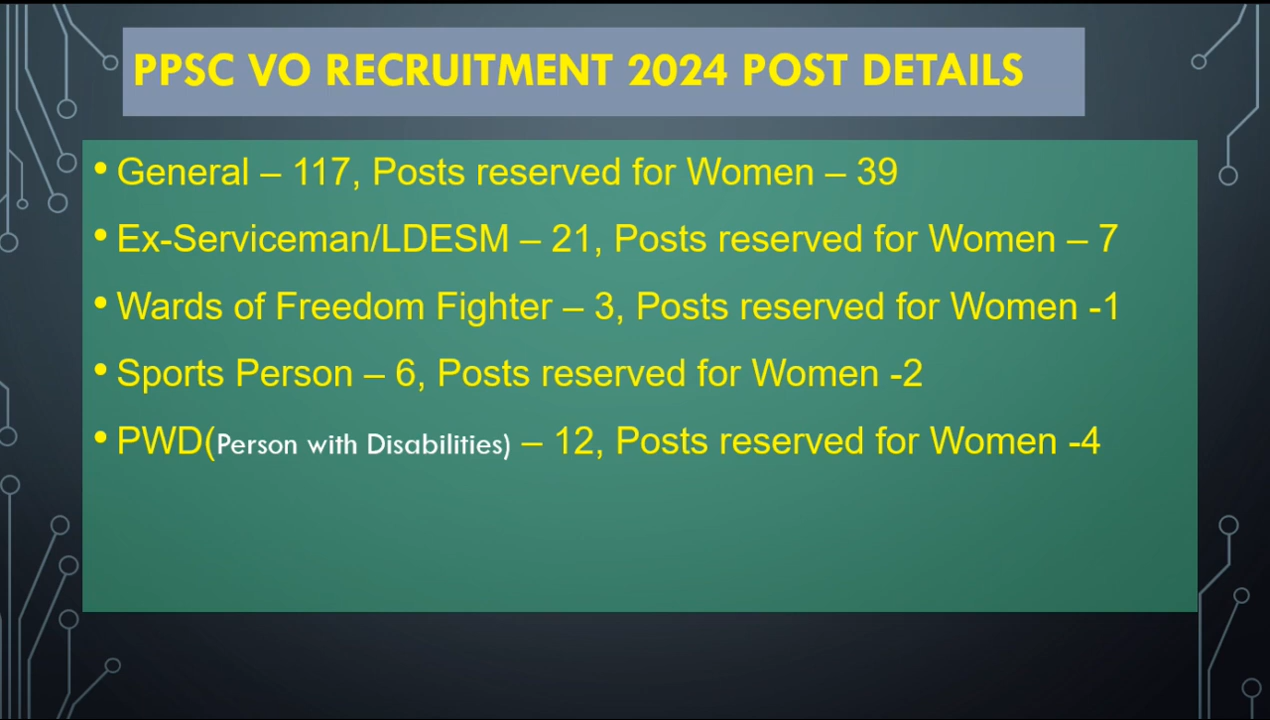 PPSC VO RECRUITMENT 2024 POST DETAILS
• General – 117, Posts reserved for Women – 39
• Ex-Serviceman/LDESM – 21, Posts reserved for Women – 7
• Wards of Freedom Fighter – 3, Posts reserved for Women -1
• Sports Person – 6, Posts reserved for Women -2
• PWD(Person with Disabilities) – 12, Posts reserved for Women -4